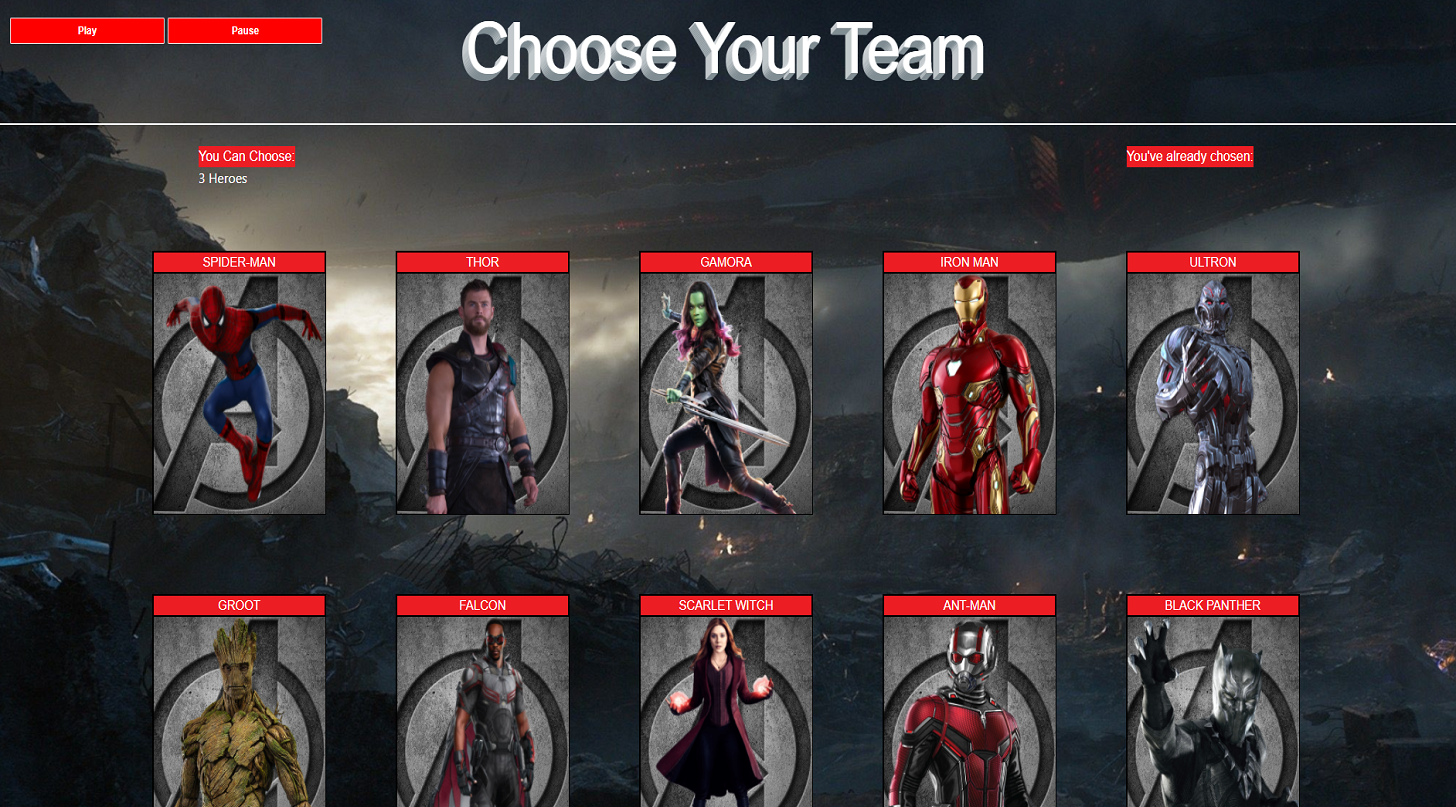 Play
Pause
Choose Your Team
You Can Choose:
3 Heroes
You've already chosen:
SPIDER-MAN
THOR
GAMORA
IRON MAN
ULTRON
GROOT
FALCON
SCARLET WITCH
ANT-MAN
BLACK PANTHER